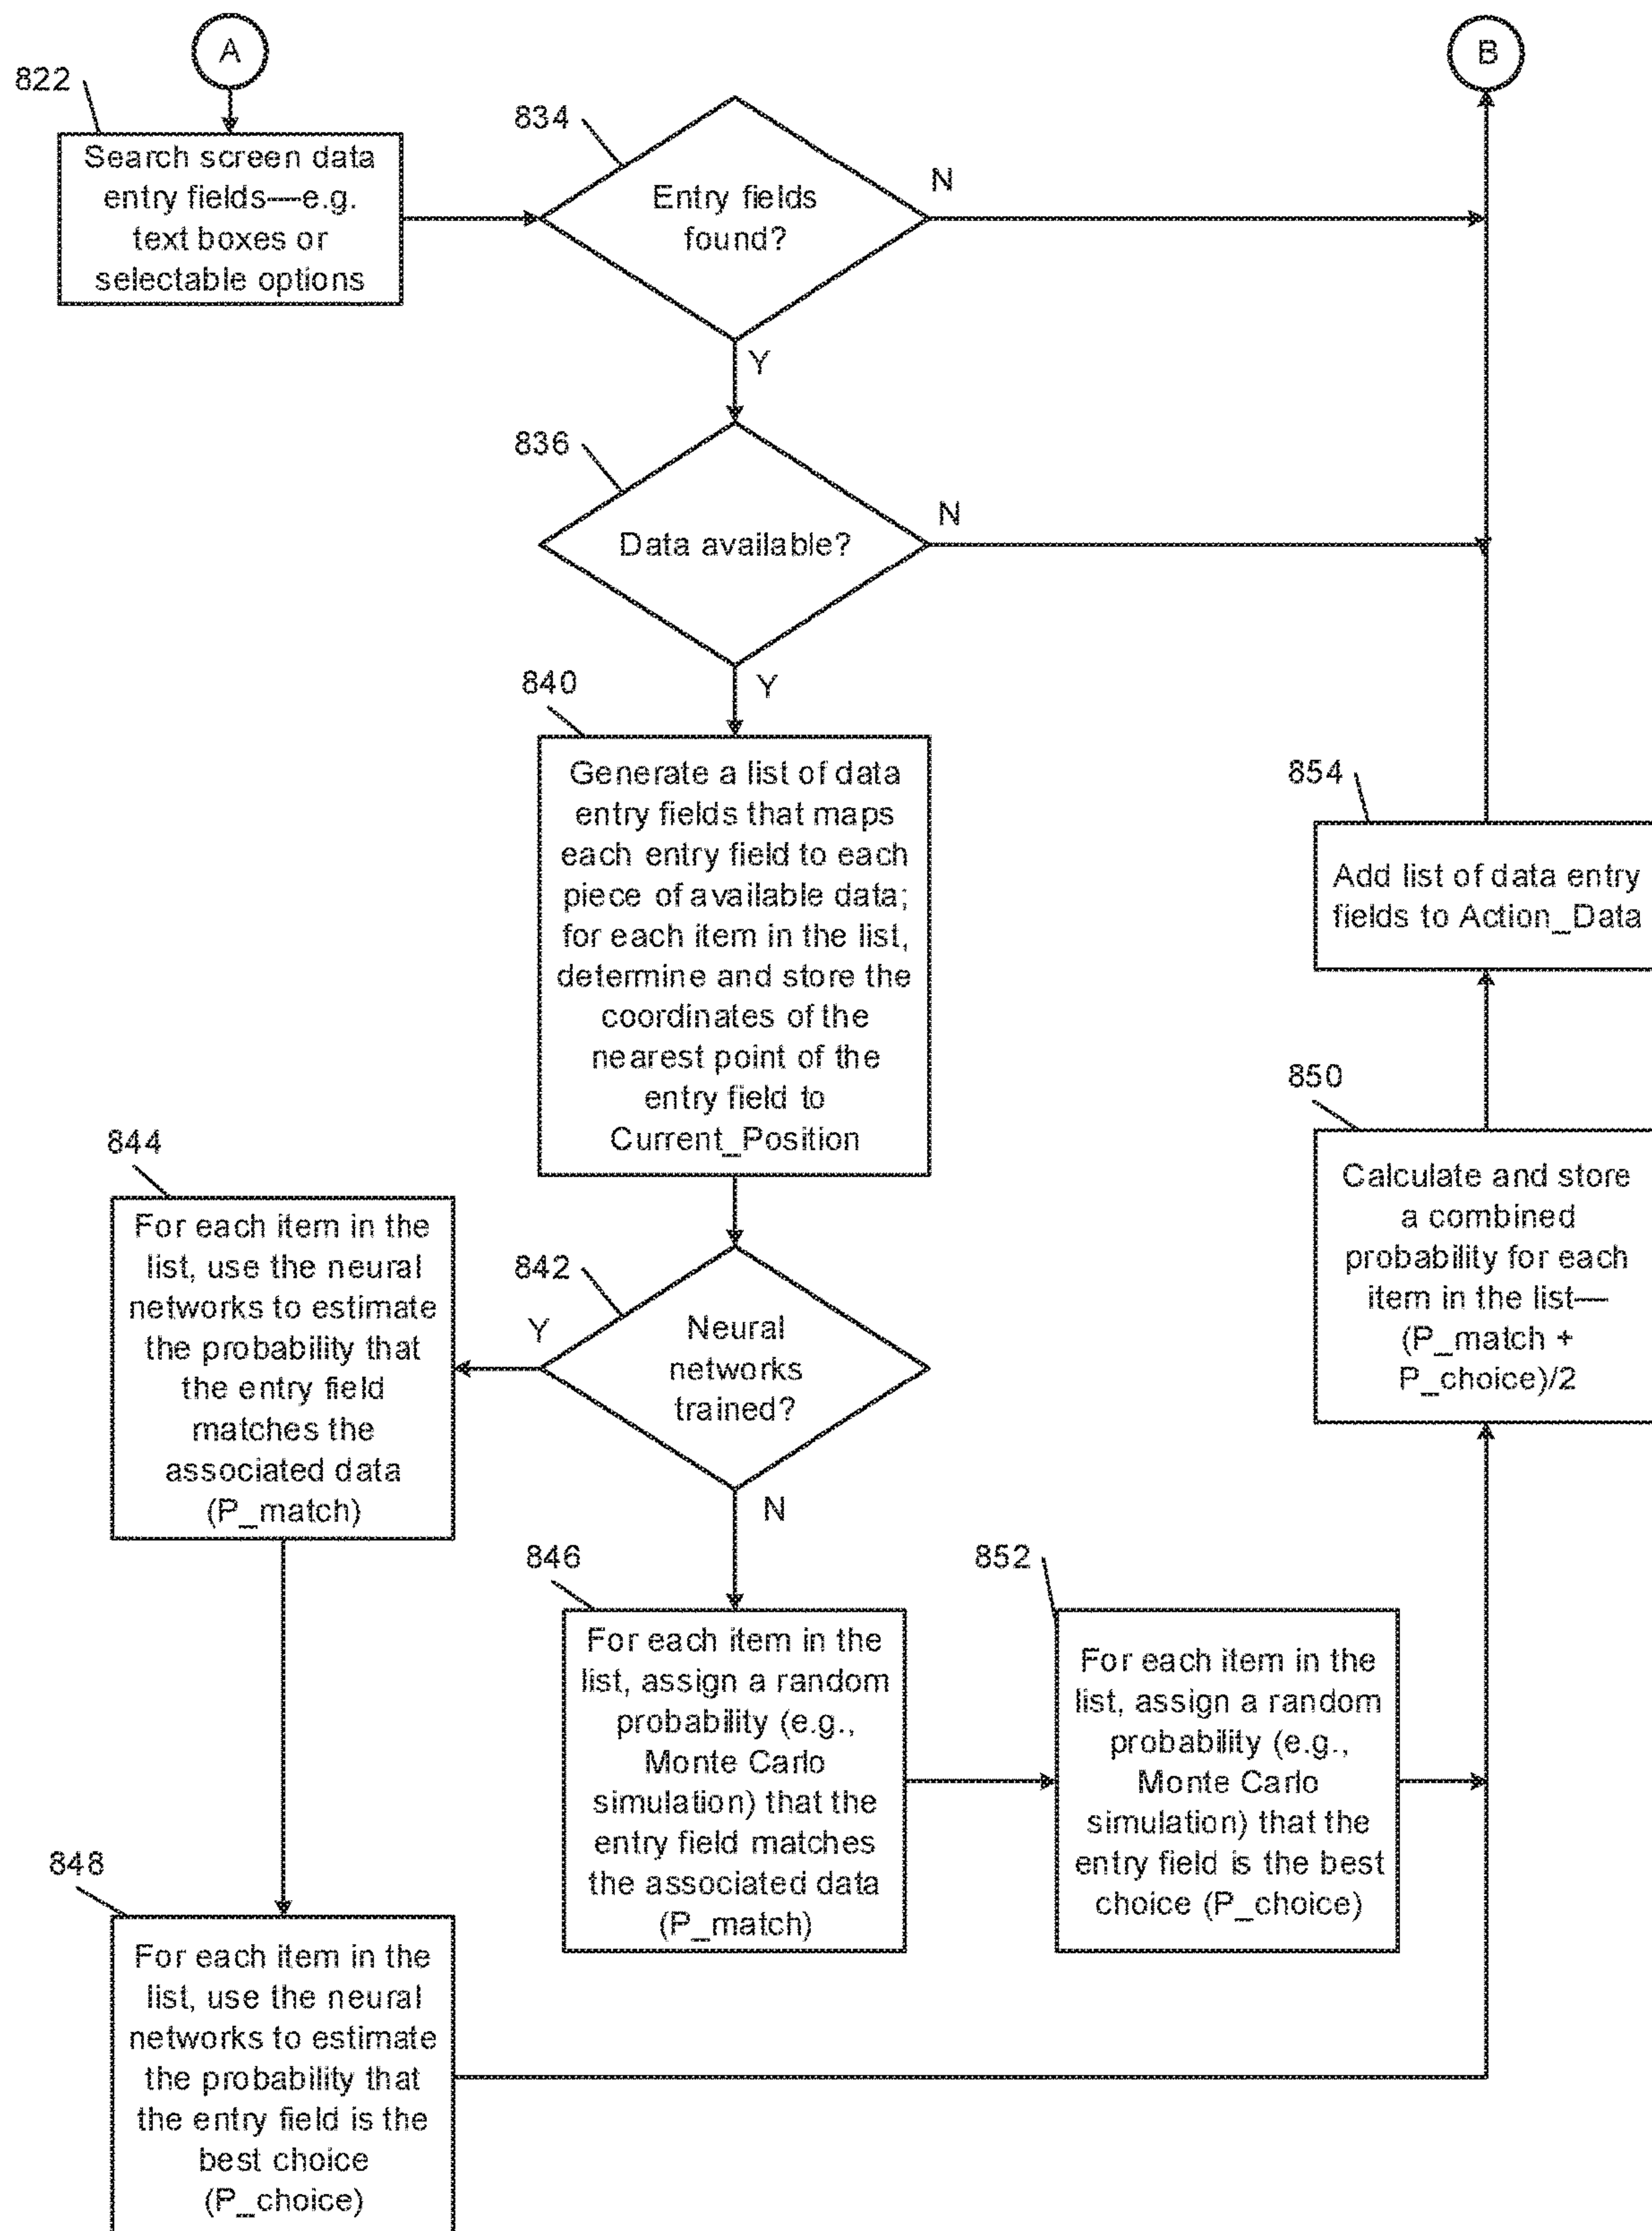 A
B
822
Search screen data
entry fields—e.g.
text boxes or
selectable options
834
Entry fields
found?
N
Y
836
Data available?
N
Y
840
Generate a list of data
entry fields that maps
each entry field to each
piece of available data;
for each item in the list,
determine and store the
coordinates of the
nearest point of the
entry field to
Current_Position
854
Add list of data entry
fields to Action_Data
850
Calculate and store
a combined
probability for each
item in the list—
(P_match +
P_choice)/2
844
For each item in the
list, use the neural
networks to estimate
the probability that
the entry field
matches the
associated data
(P_match)
842
Neural
networks
trained?
Y
N
846
For each item in the
list, assign a random
probability (e.g.,
Monte Carlo
simulation) that the
entry field matches
the associated data
(P_match)
852
For each item in the
list, assign a random
probability (e.g.,
Monte Carlo
simulation) that the
entry field is the best
choice (P_choice)
848
For each item in the
list, use the neural
networks to estimate
the probability that
the entry field is the
best choice
(P_choice)